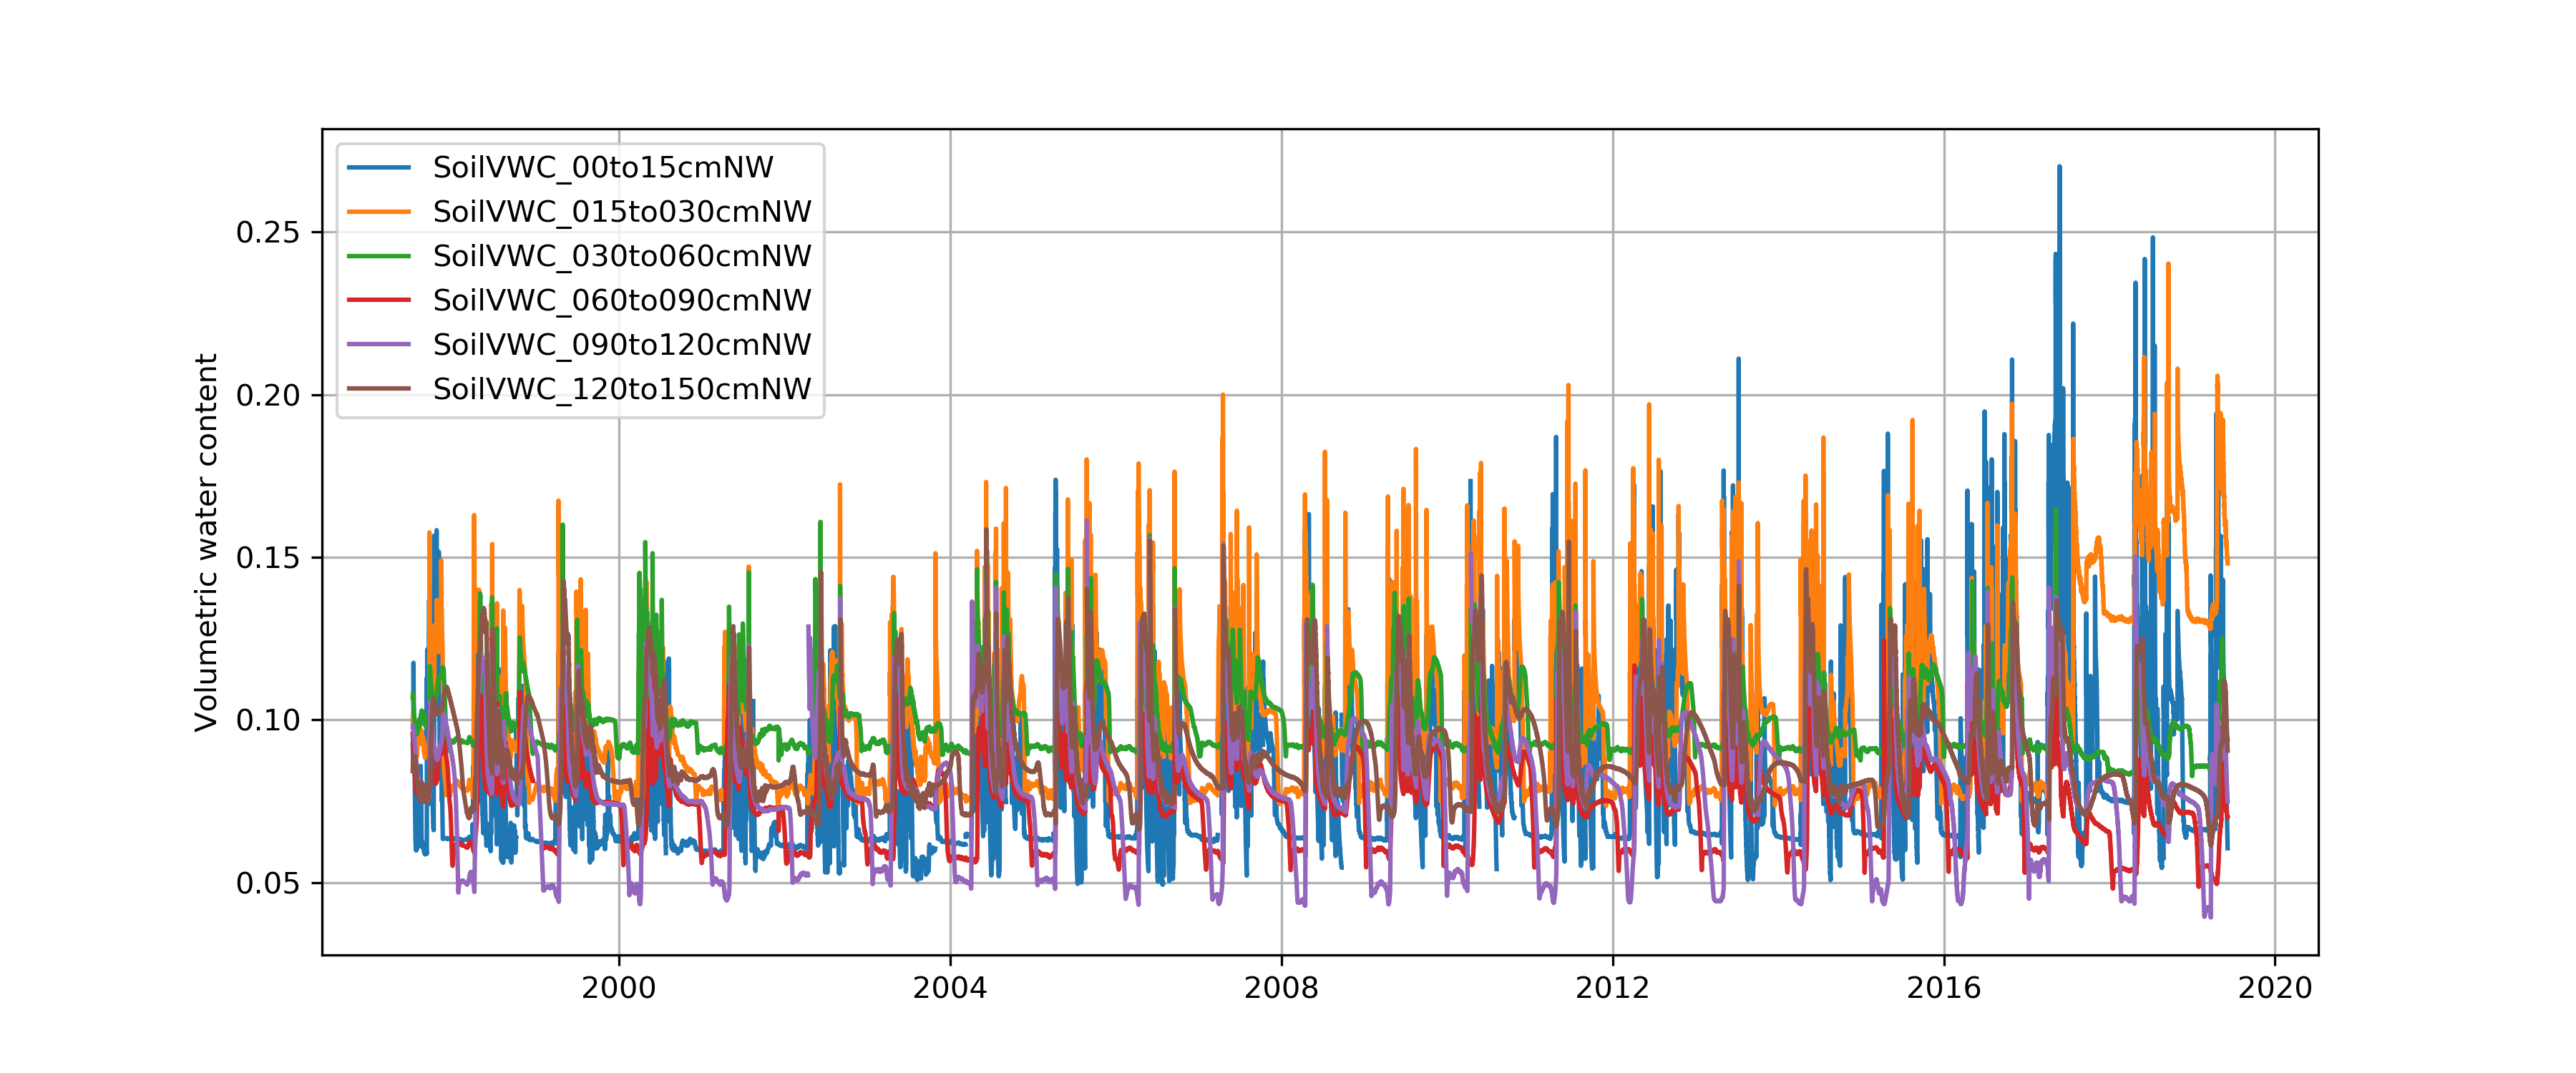 SoilVWC_00to15cmNW
SoilVWC_015to030cmNW
SoilVWC_030to060cmNW
SoilVWC_060to090cmNW
SoilVWC_090to120cmNW
SoilVWC_120to150cmNW
Volumetric water content
0.25
0.20
0.15
0.10
0.05
2000 2004 2008 2012 2016 2020